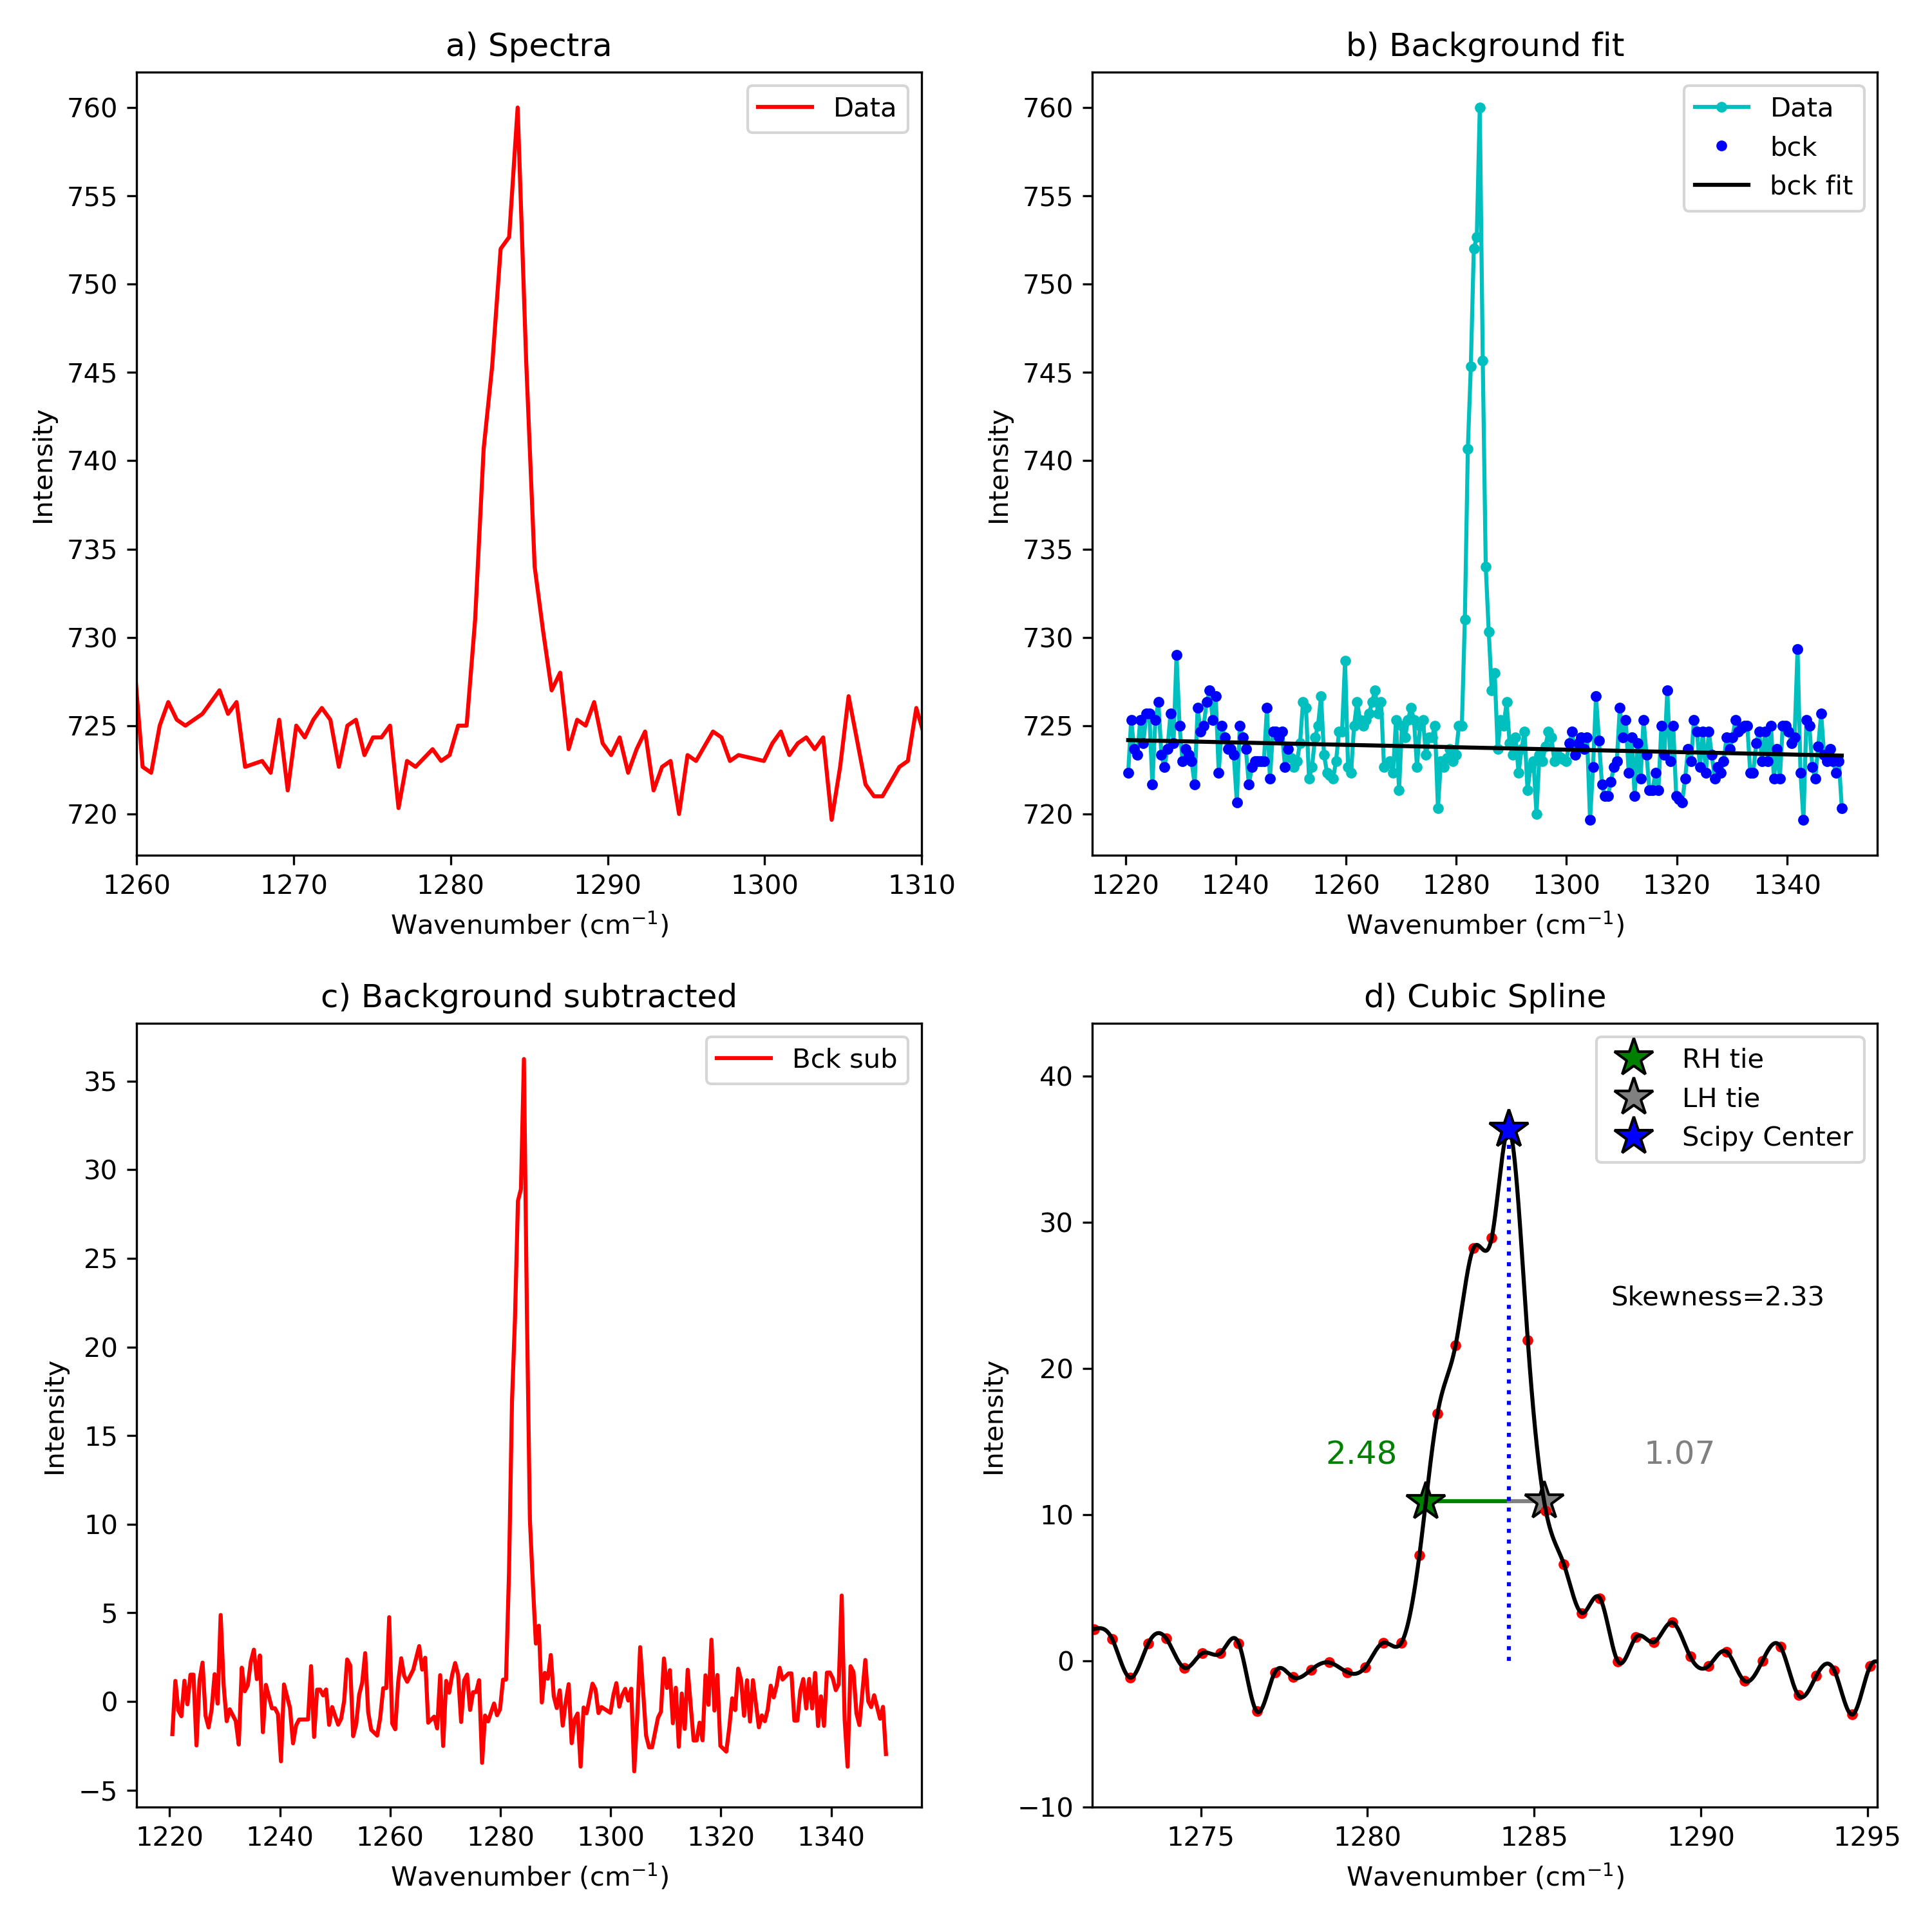 a) Spectra
Data
760
755
750
745
740
735
730
725
720
Intensity
1260 1270 1280 1290 1300 1310
Wavenumber (cm⁻¹)
b) Background fit
Data
bck
bck fit
760
755
750
745
740
735
730
725
720
Intensity
1220 1240 1260 1280 1300 1320 1340
Wavenumber (cm⁻¹)
c) Background subtracted
Bck sub
35
30
25
20
15
10
5
0
−5
Intensity
1220 1240 1260 1280 1300 1320 1340
Wavenumber (cm⁻¹)
d) Cubic Spline
RH tie
LH tie
Scipy Center
Skewness=2.33
2.48 1.07
40
30
20
10
0
−10
Intensity
1275 1280 1285 1290 1295
Wavenumber (cm⁻¹)